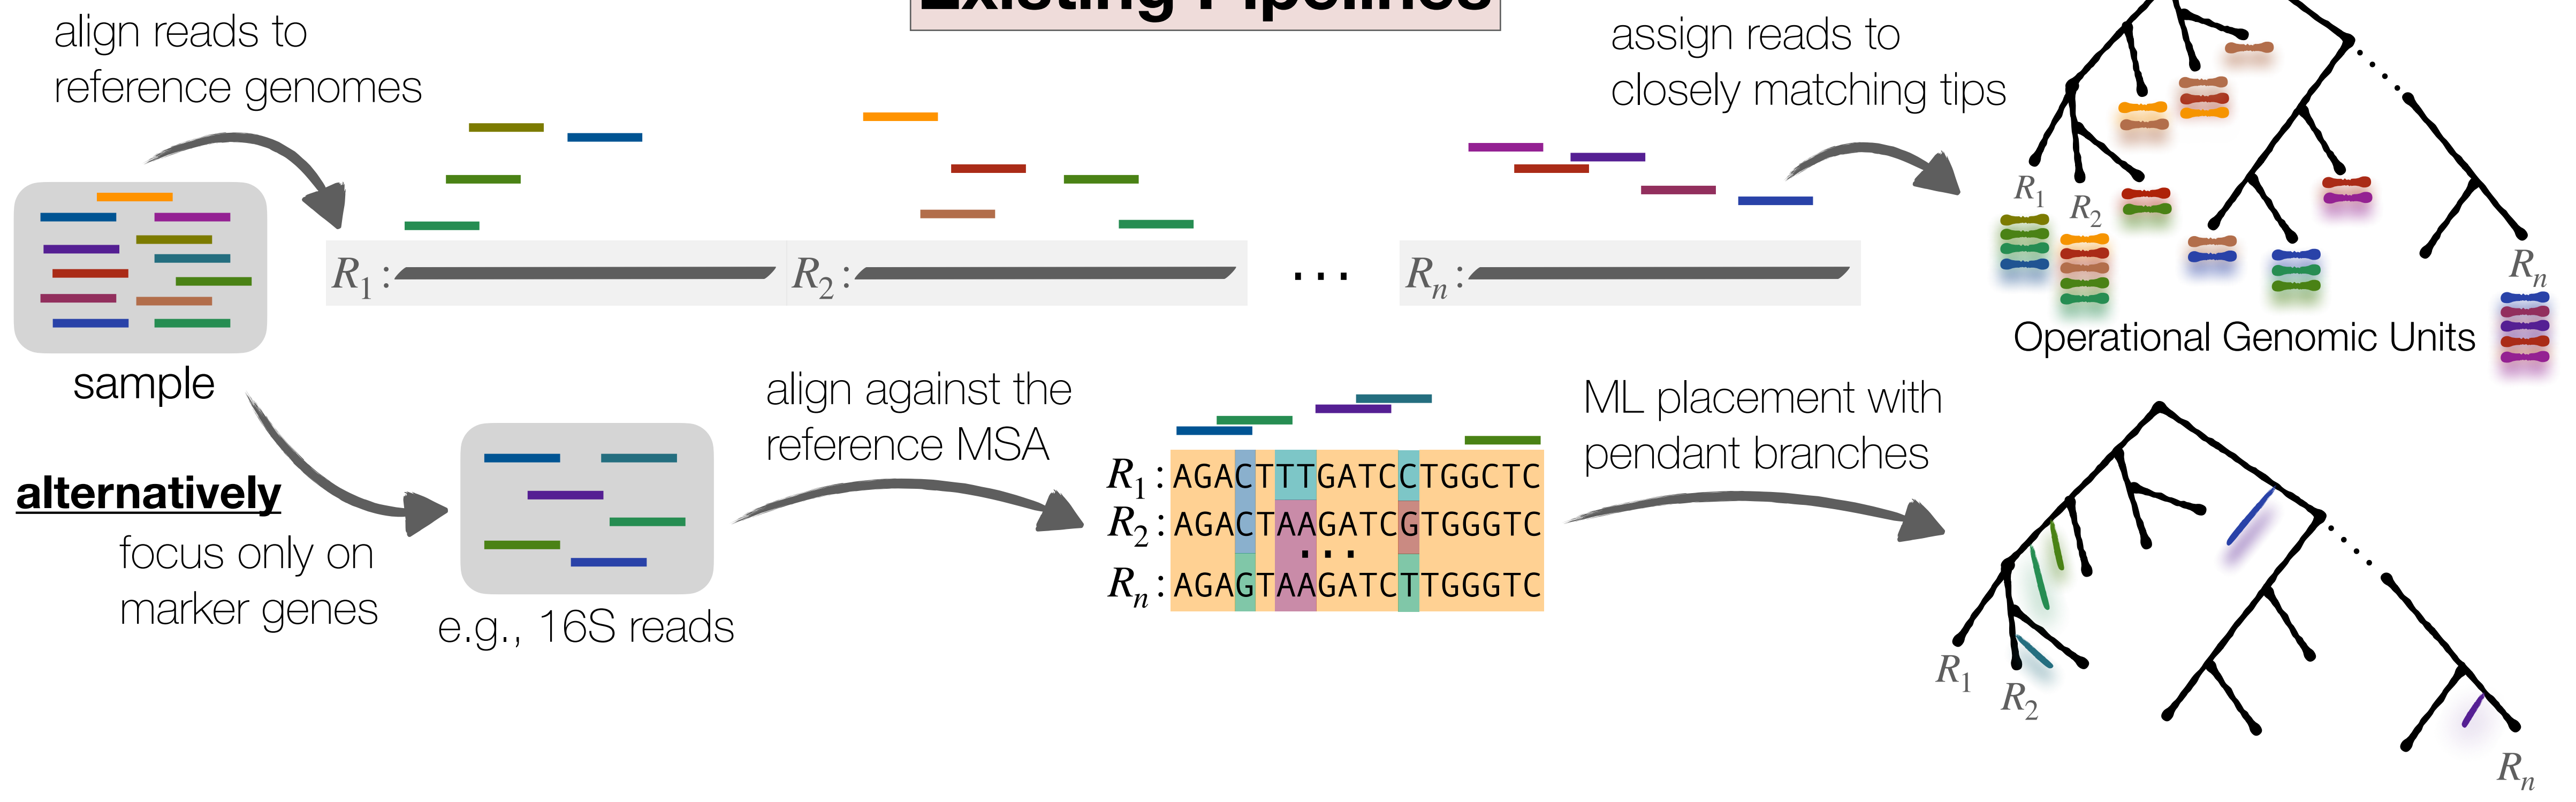 Existing Pipelines
align reads to
reference genomes
assign reads to
closely matching tips
R1
R2
Rn
R1:
R2:
...
Rn:
Operational Genomic Units
sample
alternatively
focus only on
marker genes
e.g., 16S reads
align against the
reference MSA
R1: AGACTTTGATCCTGGCTC
R2: AGACTAAGATCGTGGGTC
...
Rn: AGAGTAAGATCTTGGGTC
ML placement with
pendant branches
R1
R2
Rn